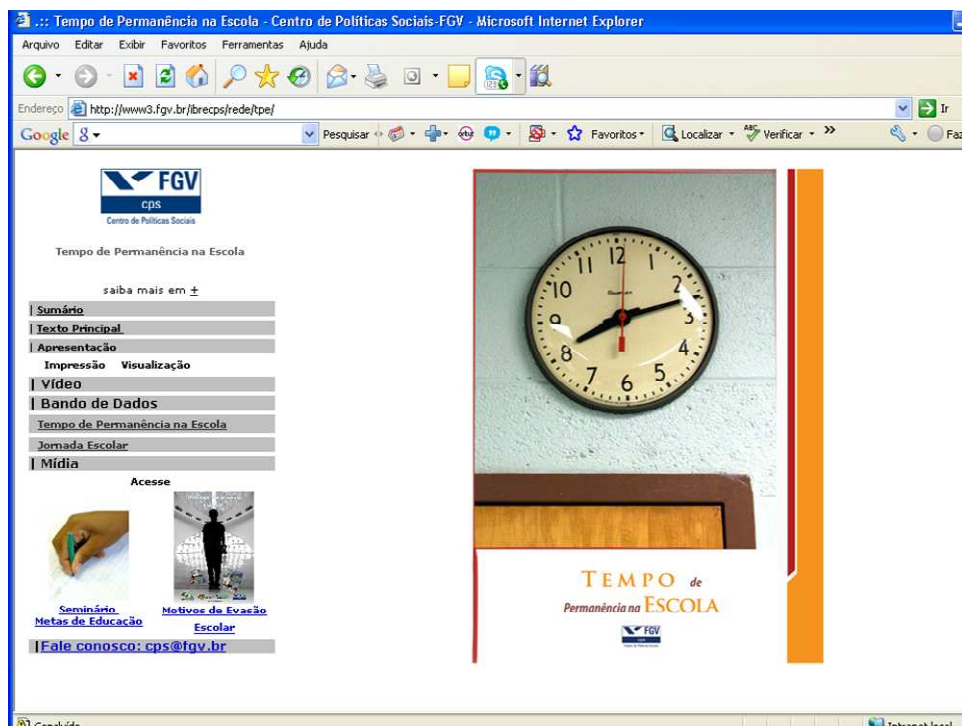 .:: Tempo de Permanência na Escola - Centro de Políticas Sociais-FGV - Microsoft Internet Explorer
Arquivo Editar Exibir Favoritos Ferramentas Ajuda
Endereço http://www3.fgv.br/ibrecps/rede/tpe/ Ir
Google Pesquisar Favoritos Localizar Verificar » Faz
FGV
cps
Centro de Políticas Sociais
Tempo de Permanência na Escola
saiba mais em +
| Sumário
| Texto Principal
| Apresentação
Impressão Visualização
| Vídeo
| Bando de Dados
Tempo de Permanência na Escola
Jornada Escolar
| Mídia
Acesse
Seminário
Metas de Educação
Motivos de Evasão
Escolar
|Fale conosco: cps@fgv.br
12
11 1
10 2
9 3
8 4
7 5
6
TEMPO de
Permanência na ESCOLA
FGV
Concluído Intranet local